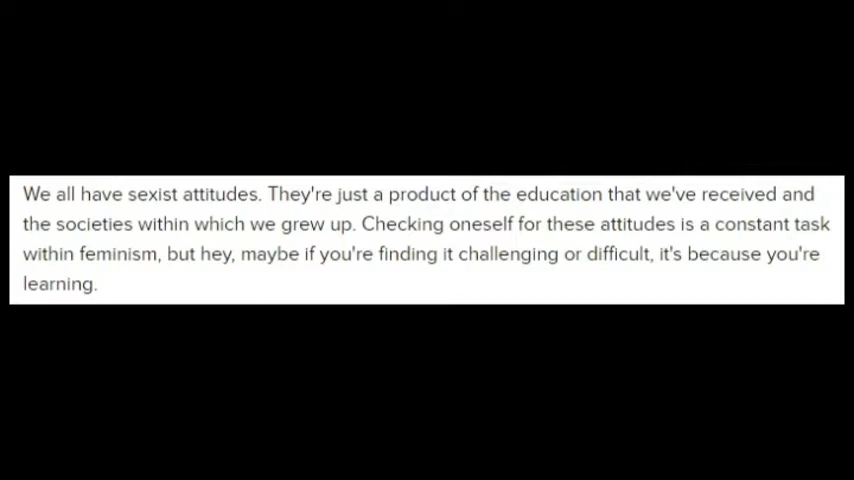 We all have sexist attitudes. They're just a product of the education that we've received and
the societies within which we grew up. Checking oneself for these attitudes is a constant task
within feminism, but hey, maybe if you're finding it challenging or difficult, it's because you're
learning.